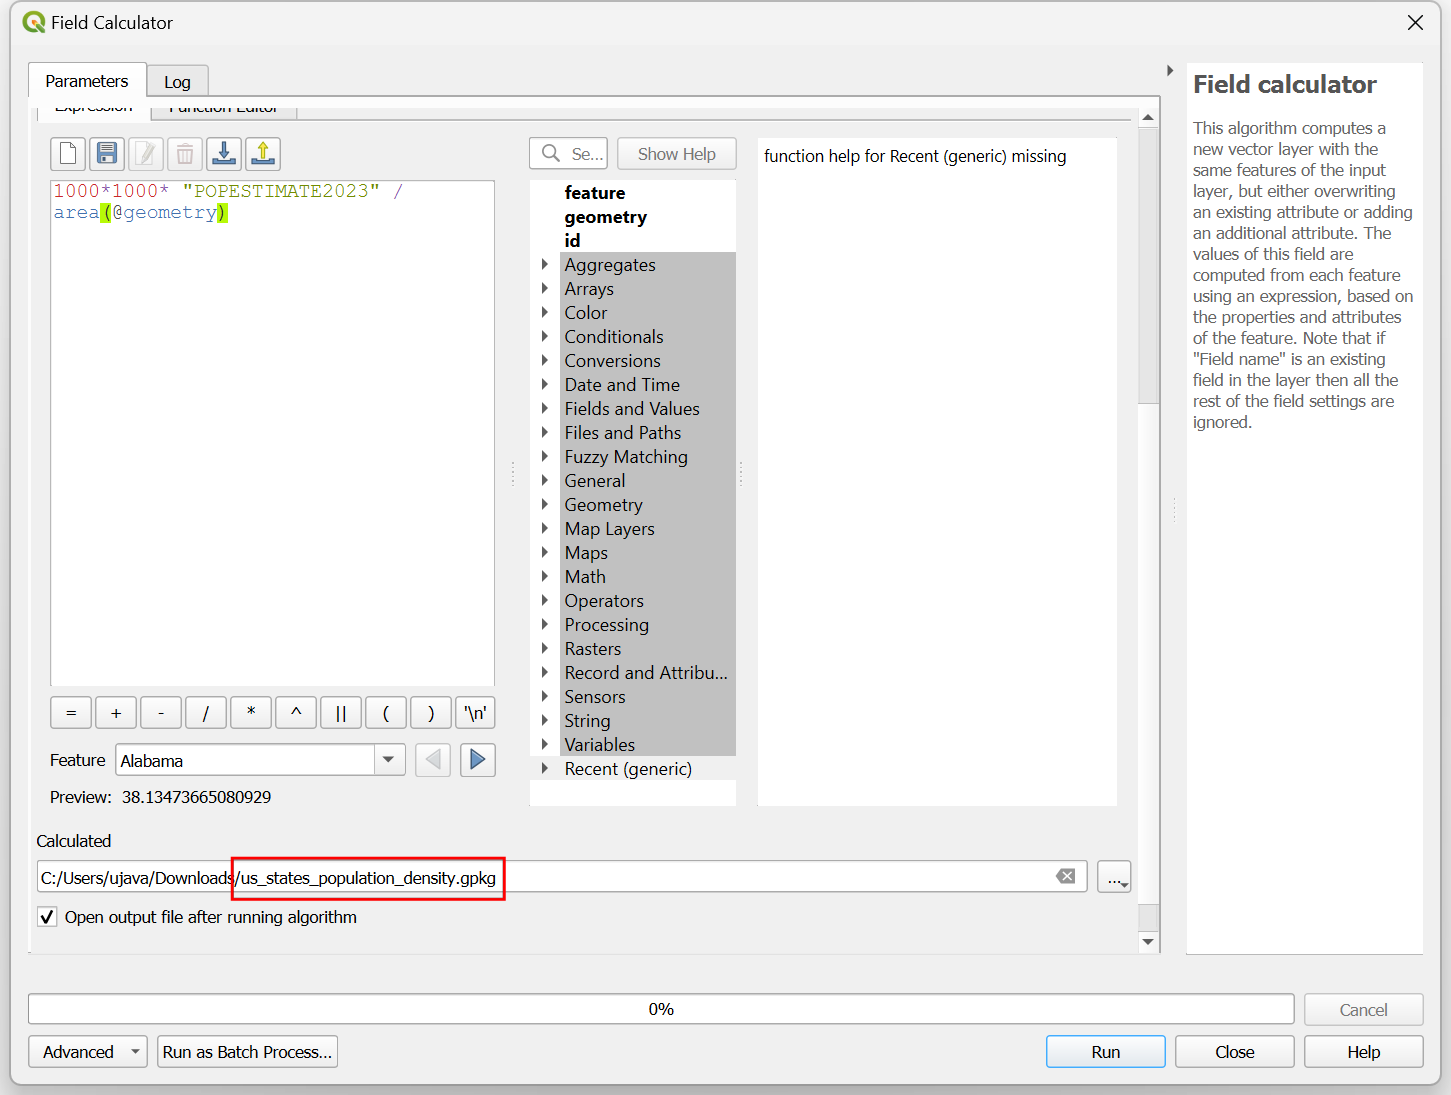 Field Calculator
Parameters
Log
Expression
Function Editor
1000*1000* "POPESTIMATE2023" /
area(@geometry)
Se...
Show Help
feature
geometry
id
Aggregates
Arrays
Color
Conditionals
Conversions
Date and Time
Fields and Values
Files and Paths
Fuzzy Matching
General
Geometry
Map Layers
Maps
Math
Operators
Processing
Rasters
Record and Attribu...
Sensors
String
Variables
Recent (generic)
function help for Recent (generic) missing
= + - / * ^ || ( ) '\n'
Feature
Alabama
Preview: 38.13473665080929
Calculated
C:/Users/ujava/Downloads/us_states_population_density.gpkg
...
Open output file after running algorithm
Field calculator
This algorithm computes a
new vector layer with the
same features of the input
layer, but either overwriting
an existing attribute or adding
an additional attribute. The
values of this field are
computed from each feature
using an expression, based on
the properties and attributes
of the feature. Note that if
"Field name" is an existing
field in the layer then all the
rest of the field settings are
ignored.
0%
Cancel
Advanced
Run as Batch Process...
Run
Close
Help